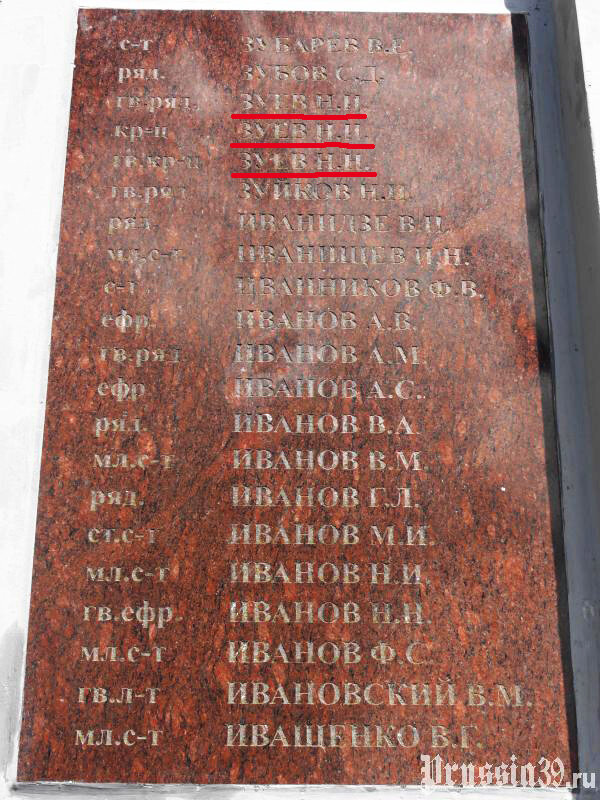 с-т ЗУБАРЕВ В.Е.
ряд. ЗУБОВ С.Д.
гв.ряд. ЗУЕВ Н.И.
кр-ц ЗУЕВ Н.Н.
гв.кр-ц ЗУЕВ Н.Н.
гв.ряд. ЗУЙКОВ Н.Н.
ряд. ИВАНИДЗЕ В.П.
мл.с-т ИВАНИЩЕВ И.Н.
с-т ИВАННИКОВ Ф.В.
ефр. ИВАНОВ А.В.
гв.ряд. ИВАНОВ А.М.
ефр ИВАНОВ А.С.
ряд. ИВАНОВ В.А
мл.с-т ИВАНОВ В.М.
ряд. ИВАНОВ Г.Л.
ст.с-т ИВАНОВ М.И.
мл.с-т ИВАНОВ Н.И.
гв.ефр. ИВАНОВ Н.Н.
мл.с-т ИВАНОВ Ф.С.
гв.л-т ИВАНОВСКИЙ В.М.
мл.с-т ИВАЩЕНКО В.Г.
Prussia39.ru